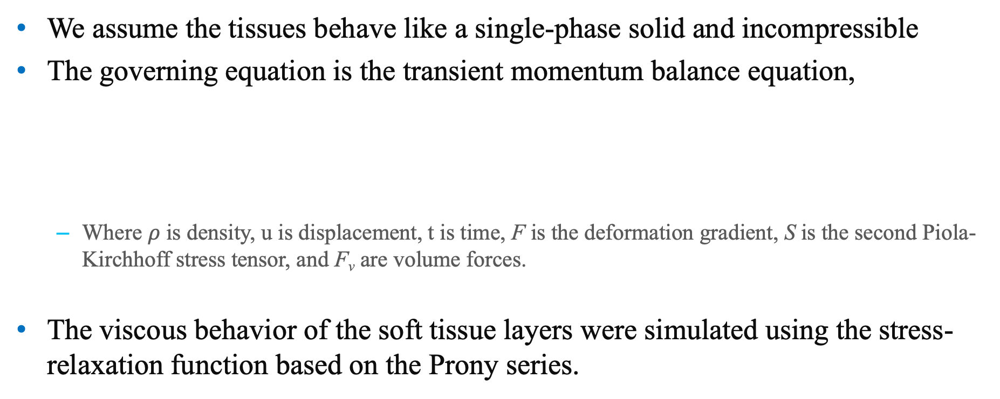 • We assume the tissues behave like a single-phase solid and incompressible
• The governing equation is the transient momentum balance equation,
– Where ρ is density, u is displacement, t is time, F is the deformation gradient, S is the second Piola-
Kirchhoff stress tensor, and Fᵥ are volume forces.
• The viscous behavior of the soft tissue layers were simulated using the stress-
relaxation function based on the Prony series.